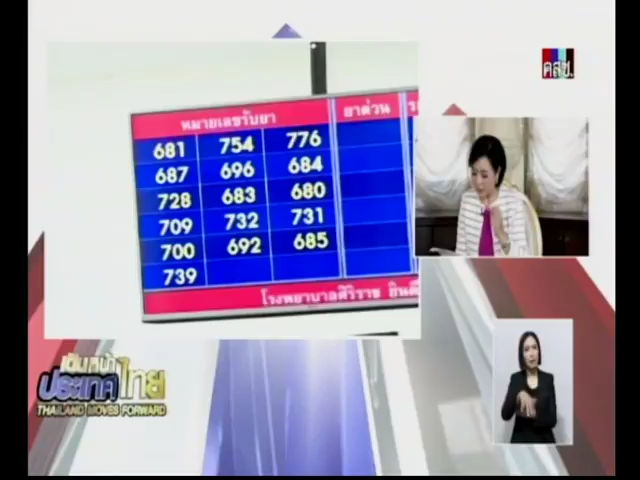 คสช.
หมายเลขรับยา ยาด่วน
681 754 776
687 696 684
728 683 680
709 732 731
700 692 685
739
โรงพยาบาลศิริราช ยินดี
เดินหน้า
ประเทศไทย
THAILAND MOVES FORWARD